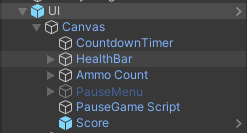 UI
Canvas
CountdownTimer
HealthBar
Ammo Count
PauseMenu
PauseGame Script
Score